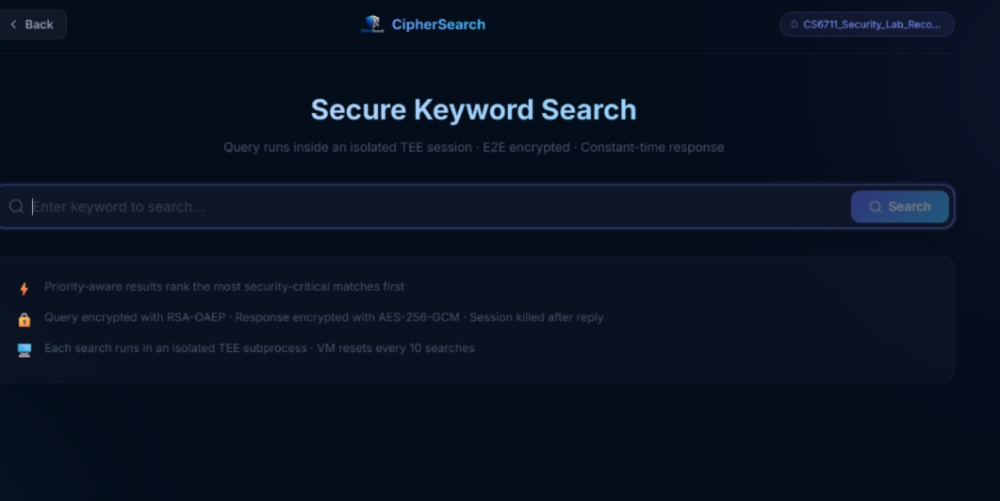 Back
CipherSearch
CS6711_Security_Lab_Reco...
Secure Keyword Search
Query runs inside an isolated TEE session · E2E encrypted · Constant-time response
Enter keyword to search...
Search
Priority-aware results rank the most security-critical matches first
Query encrypted with RSA-OAEP · Response encrypted with AES-256-GCM · Session killed after reply
Each search runs in an isolated TEE subprocess · VM resets every 10 searches